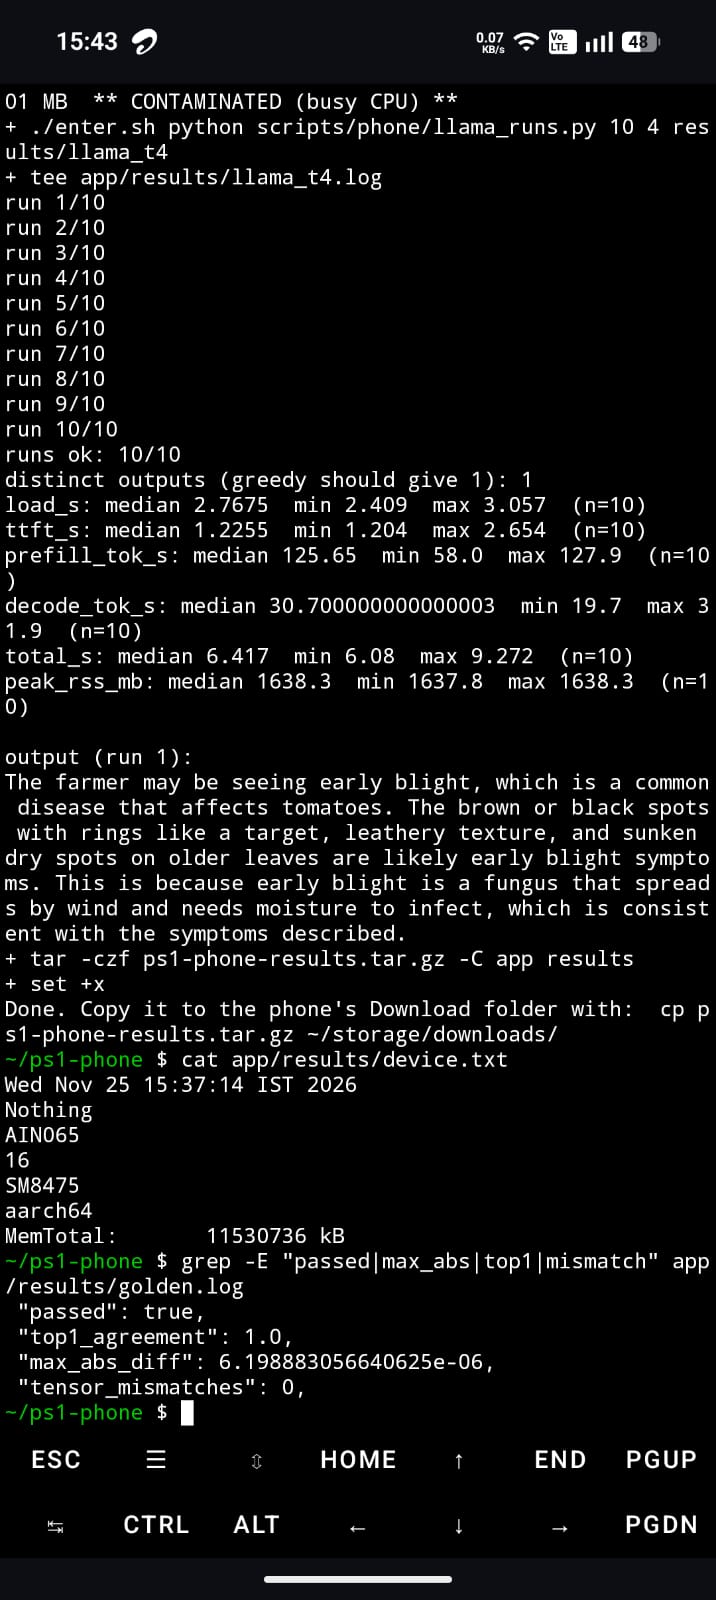 15:43 0.07 KB/s Vo LTE 48
01 MB  ** CONTAMINATED (busy CPU) **
+ ./enter.sh python scripts/phone/llama_runs.py 10 4 res
ults/llama_t4
+ tee app/results/llama_t4.log
run 1/10
run 2/10
run 3/10
run 4/10
run 5/10
run 6/10
run 7/10
run 8/10
run 9/10
run 10/10
runs ok: 10/10
distinct outputs (greedy should give 1): 1
load_s: median 2.7675  min 2.409  max 3.057  (n=10)
ttft_s: median 1.2255  min 1.204  max 2.654  (n=10)
prefill_tok_s: median 125.65  min 58.0  max 127.9  (n=10
)
decode_tok_s: median 30.700000000000003  min 19.7  max 3
1.9  (n=10)
total_s: median 6.417  min 6.08  max 9.272  (n=10)
peak_rss_mb: median 1638.3  min 1637.8  max 1638.3  (n=1
0)

output (run 1):
The farmer may be seeing early blight, which is a common
 disease that affects tomatoes. The brown or black spots
 with rings like a target, leathery texture, and sunken
dry spots on older leaves are likely early blight sympto
ms. This is because early blight is a fungus that spread
s by wind and needs moisture to infect, which is consist
ent with the symptoms described.
+ tar -czf ps1-phone-results.tar.gz -C app results
+ set +x
Done. Copy it to the phone's Download folder with:  cp p
s1-phone-results.tar.gz ~/storage/downloads/
~/ps1-phone $ cat app/results/device.txt
Wed Nov 25 15:37:14 IST 2026
Nothing
AIN065
16
SM8475
aarch64
MemTotal:       11530736 kB
~/ps1-phone $ grep -E "passed|max_abs|top1|mismatch" app
/results/golden.log
 "passed": true,
 "top1_agreement": 1.0,
 "max_abs_diff": 6.198883056640625e-06,
 "tensor_mismatches": 0,
~/ps1-phone $
ESC ☰ ⇳ HOME ↑ END PGUP
↹ CTRL ALT ← ↓ → PGDN